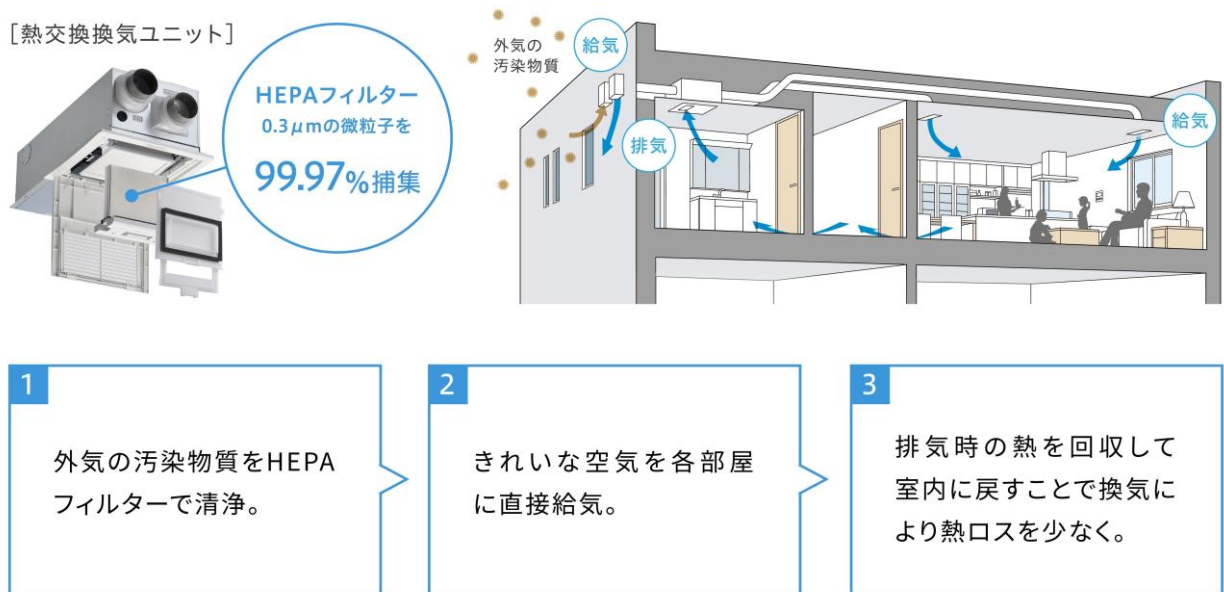 [熱交換換気ユニット]
HEPAフィルター
0.3μmの微粒子を
99.97%捕集
外気の
汚染物質
給気
排気
給気
1
外気の汚染物質をHEPA
フィルターで清浄。
2
きれいな空気を各部屋
に直接給気。
3
排気時の熱を回収して
室内に戻すことで換気に
より熱ロスを少なく。